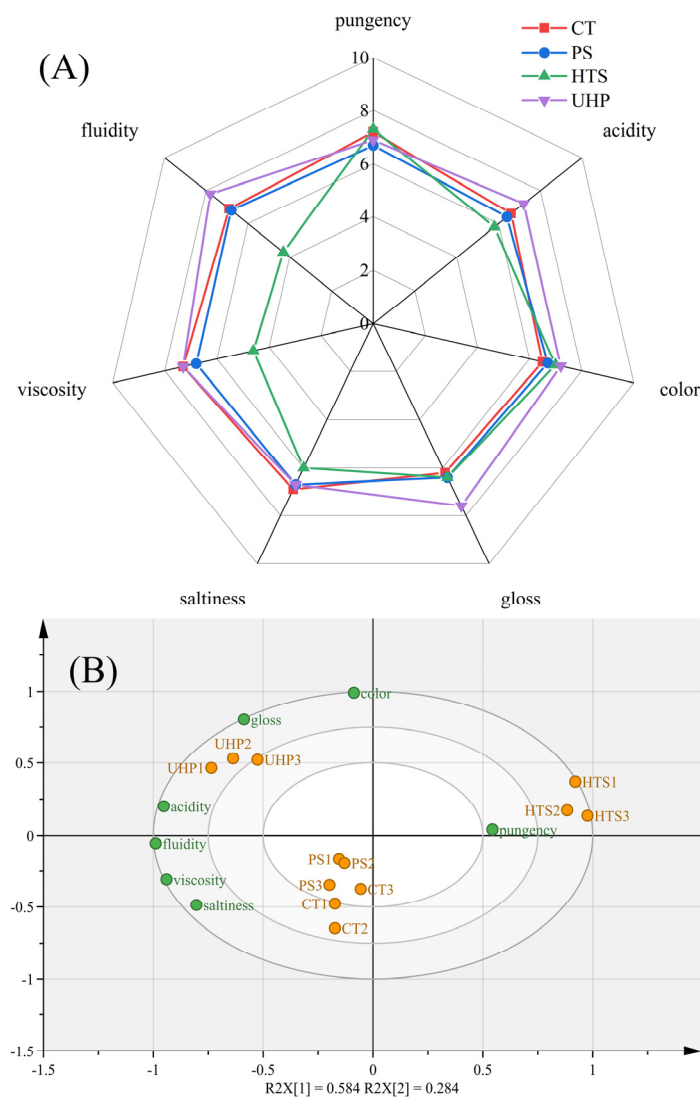 pungency
CT
PS
HTS
UHP
(A)
10
fluidity
acidity
8
6
4
2
0
viscosity
color
saltiness
gloss
(B)
1
color
gloss
UHP2
0.5
UHP3
UHP1
HTS1
acidity
HTS2
HTS3
pungency
0
fluidity
PS1
PS2
viscosity
PS3
CT3
saltiness
CT1
-0.5
CT2
-1
-1.5
-1.5
-1
-0.5
0
0.5
1
R2X[1] = 0.584 R2X[2] = 0.284